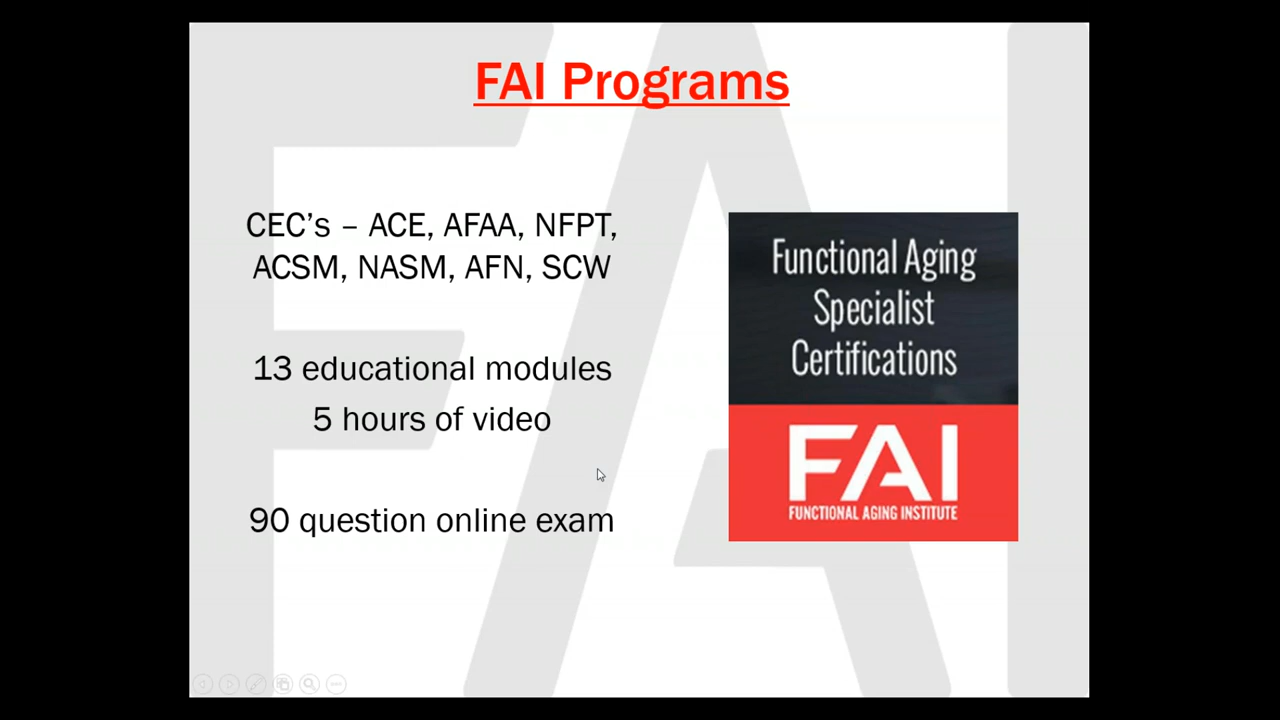 FAI Programs
CEC’s – ACE, AFAA, NFPT,
ACSM, NASM, AFN, SCW
13 educational modules
5 hours of video
90 question online exam
Functional Aging
Specialist
Certifications
FAI
FUNCTIONAL AGING INSTITUTE